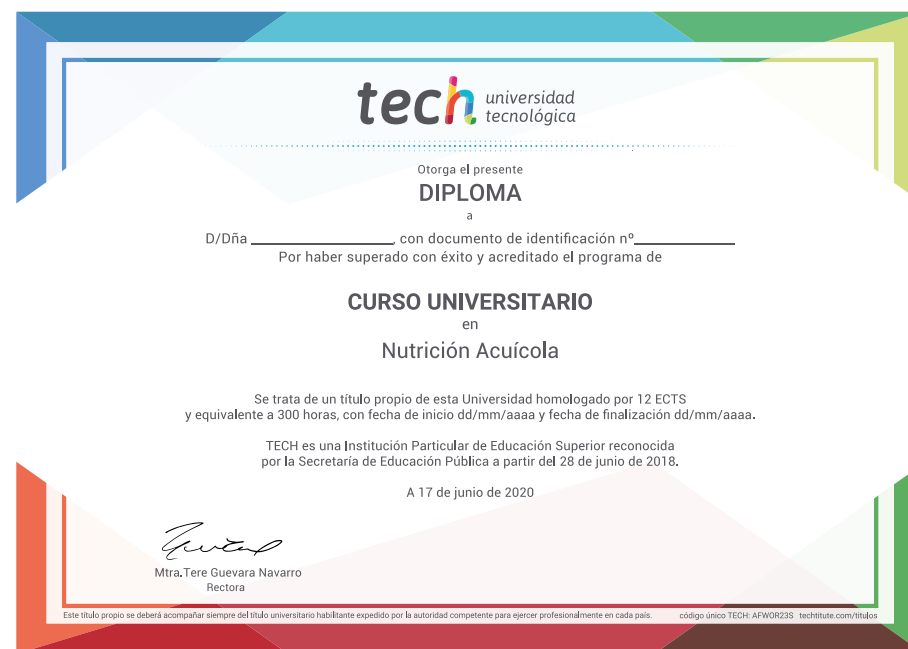 tech universidad
tecnológica
Otorga el presente
DIPLOMA
a
D/Dña ____________, con documento de identificación nº____________
Por haber superado con éxito y acreditado el programa de
CURSO UNIVERSITARIO
en
Nutrición Acuícola
Se trata de un título propio de esta Universidad homologado por 12 ECTS
y equivalente a 300 horas, con fecha de inicio dd/mm/aaaa y fecha de finalización dd/mm/aaaa.
TECH es una Institución Particular de Educación Superior reconocida
por la Secretaría de Educación Pública a partir del 28 de junio de 2018.
A 17 de junio de 2020
Mtra.Tere Guevara Navarro
Rectora
Este título propio se deberá acompañar siempre del título universitario habilitante expedido por la autoridad competente para ejercer profesionalmente en cada país. código único TECH: AFWOR23S techtitute.com/titulos